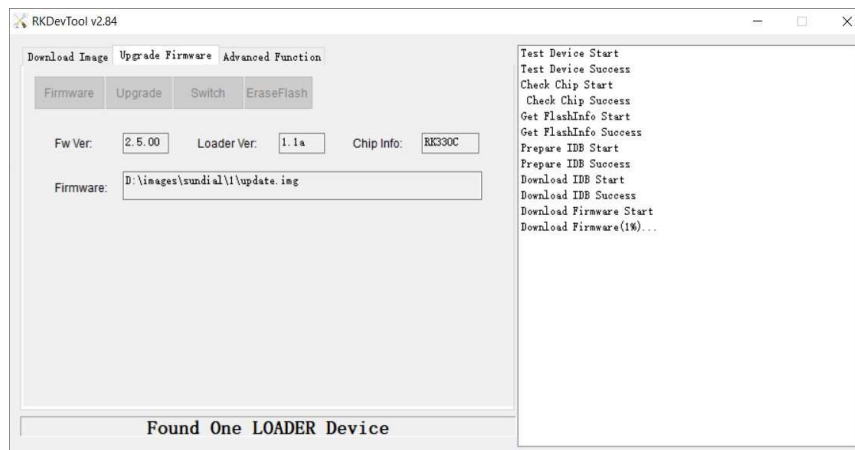 RKDevTool v2.84
Download Image Upgrade Firmware Advanced Function
Firmware Upgrade Switch EraseFlash
Fw Ver: 2.5.00 Loader Ver: 1.1a Chip Info: RK330C
Firmware: D:\images\sundial\1\update.img
Found One LOADER Device
Test Device Start
Test Device Success
Check Chip Start
Check Chip Success
Get FlashInfo Start
Get FlashInfo Success
Prepare IDB Start
Prepare IDB Success
Download IDB Start
Download IDB Success
Download Firmware Start
Download Firmware(1%)...